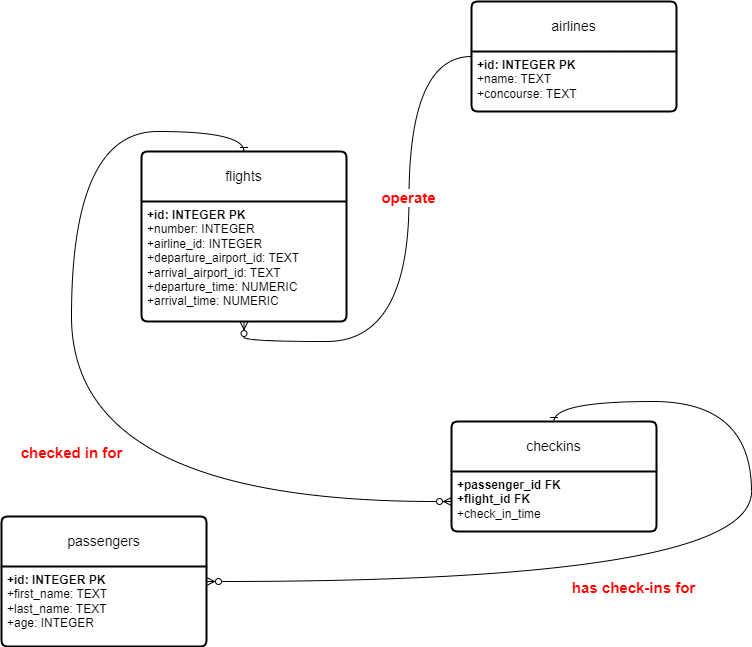 airlines
+id: INTEGER PK
+name: TEXT
+concourse: TEXT
flights
+id: INTEGER PK
+number: INTEGER
+airline_id: INTEGER
+departure_airport_id: TEXT
+arrival_airport_id: TEXT
+departure_time: NUMERIC
+arrival_time: NUMERIC
operate
checked in for
checkins
+passenger_id FK
+flight_id FK
+check_in_time
passengers
+id: INTEGER PK
+first_name: TEXT
+last_name: TEXT
+age: INTEGER
has check-ins for